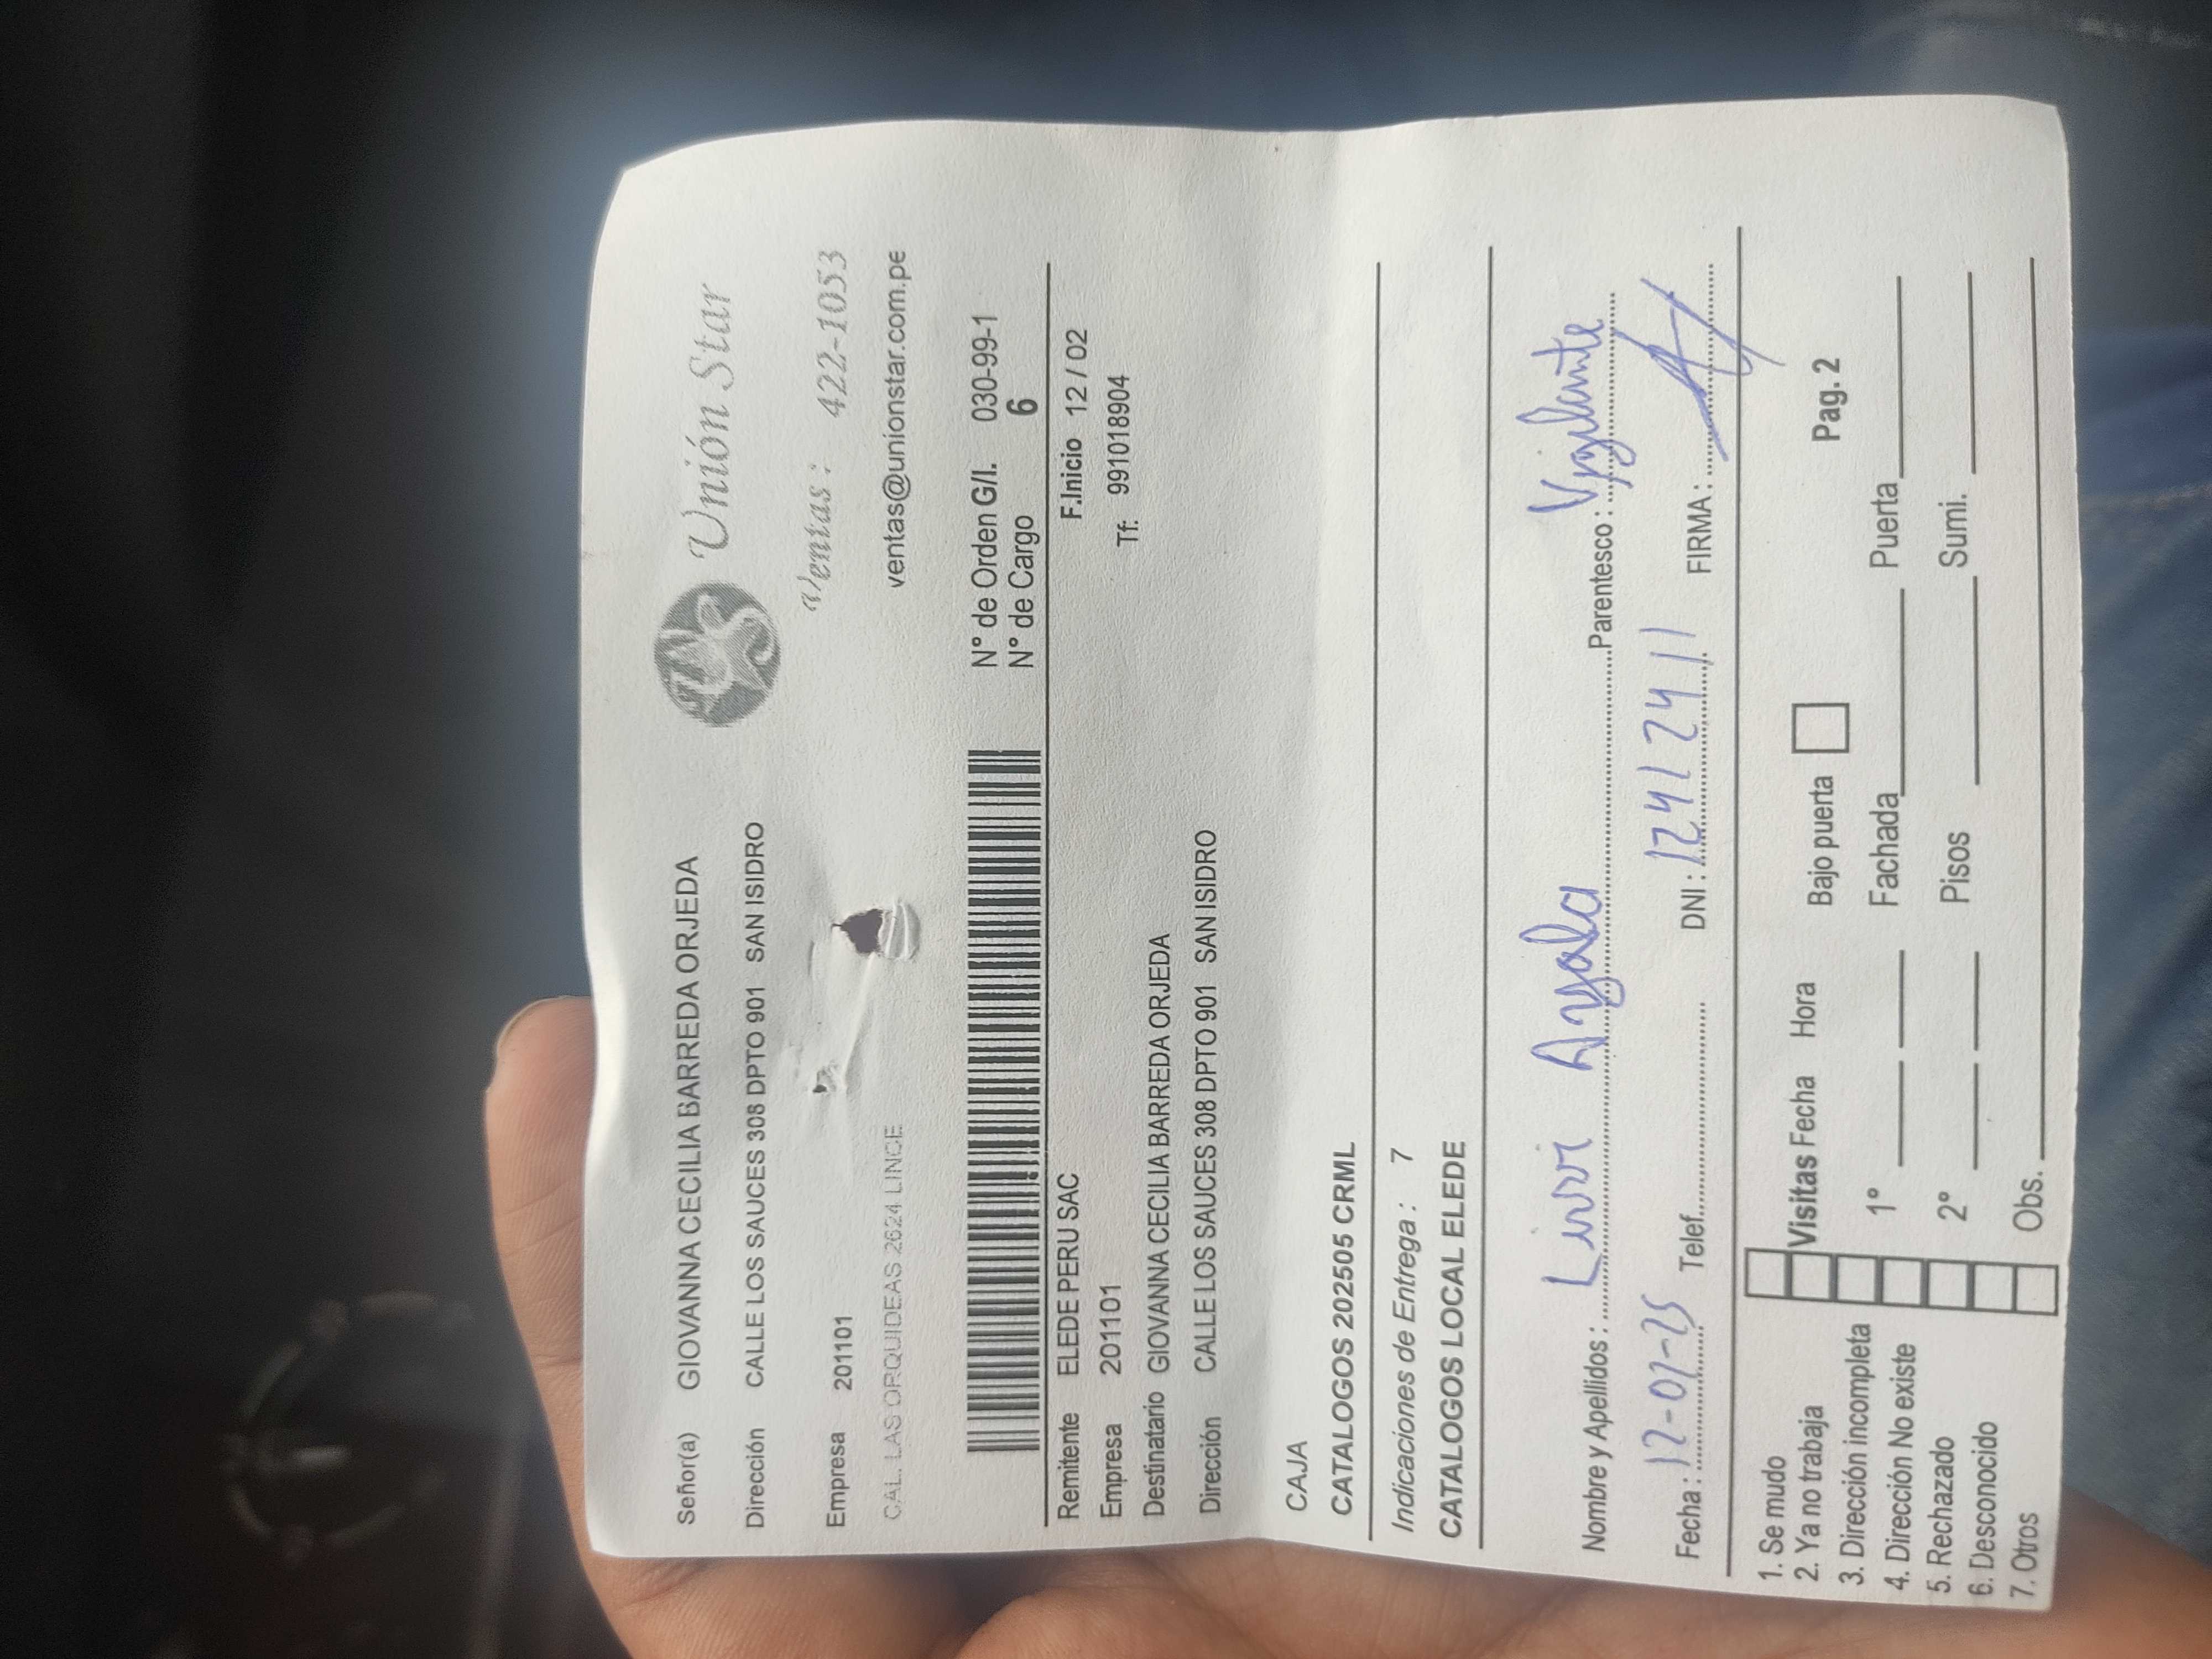 Señor(a) GIOVANNA CECILIA BARREDA ORJEDA
Dirección CALLE LOS SAUCES 308 DPTO 901 SAN ISIDRO
Empresa 201101
CAL. LAS ORQUIDEAS 2624 LINCE
Unión Star
Ventas : 422-1053
ventas@unionstar.com.pe
N° de Orden G/I. 030-99-1
N° de Cargo 6
Remitente ELEDE PERU SAC F.Inicio 12 / 02
Empresa 201101 Tf. 991018904
Destinatario GIOVANNA CECILIA BARREDA ORJEDA
Dirección CALLE LOS SAUCES 308 DPTO 901 SAN ISIDRO
CAJA
CATALOGOS 202505 CRML
Indicaciones de Entrega : 7
CATALOGOS LOCAL ELEDE
Nombre y Apellidos : Ayala Parentesco : Vigilante
Fecha : 12-02-25 Telef. DNI : 12412411 FIRMA :
1. Se mudo
2. Ya no trabaja Visitas Fecha Hora Bajo puerta Pag. 2
3. Dirección incompleta
4. Dirección No existe 1° Fachada Puerta
5. Rechazado
6. Desconocido 2° Pisos Sumi.
7. Otros Obs.